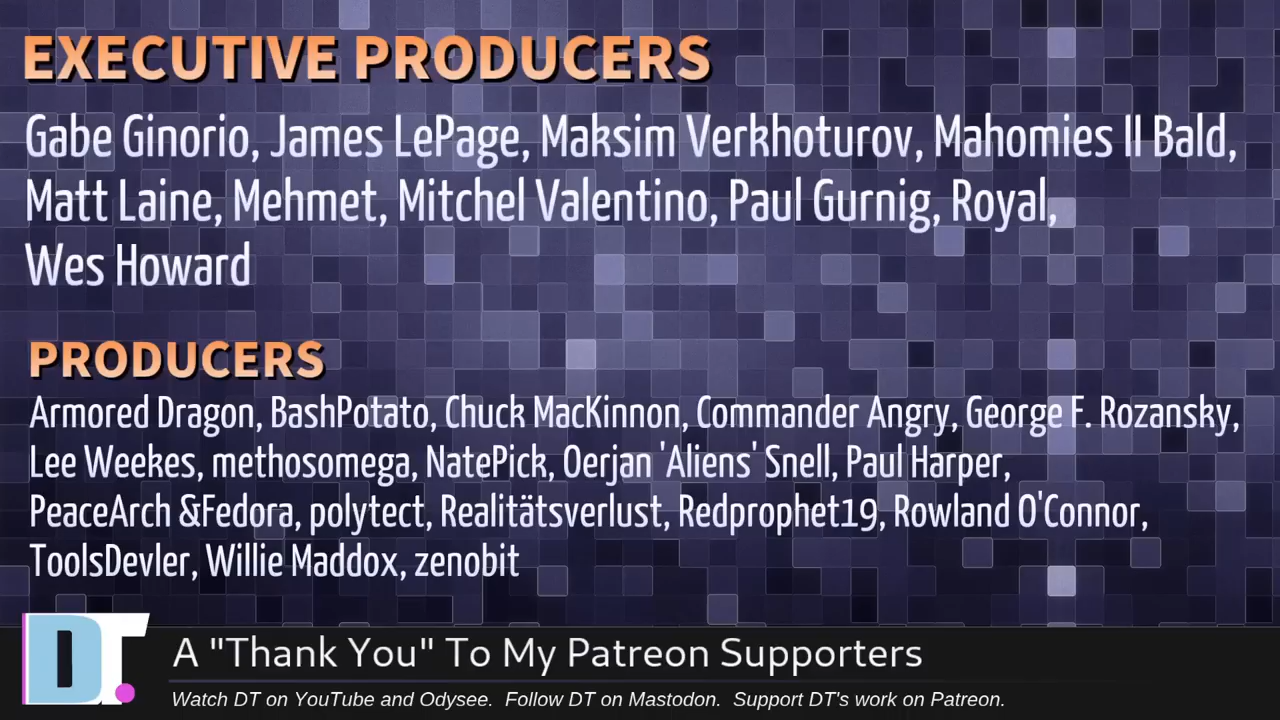 EXECUTIVE PRODUCERS
Gabe Ginorio, James LePage, Maksim Verkhoturov, Mahomies II Bald,
Matt Laine, Mehmet, Mitchel Valentino, Paul Gurnig, Royal,
Wes Howard
PRODUCERS
Armored Dragon, BashPotato, Chuck MacKinnon, Commander Angry, George F. Rozansky,
Lee Weekes, methosomega, NatePick, Oerjan 'Aliens' Snell, Paul Harper,
PeaceArch &Fedora, polytect, Realitätsverlust, Redprophet19, Rowland O'Connor,
ToolsDevler, Willie Maddox, zenobit
DT.
A "Thank You" To My Patreon Supporters
Watch DT on YouTube and Odysee. Follow DT on Mastodon. Support DT's work on Patreon.